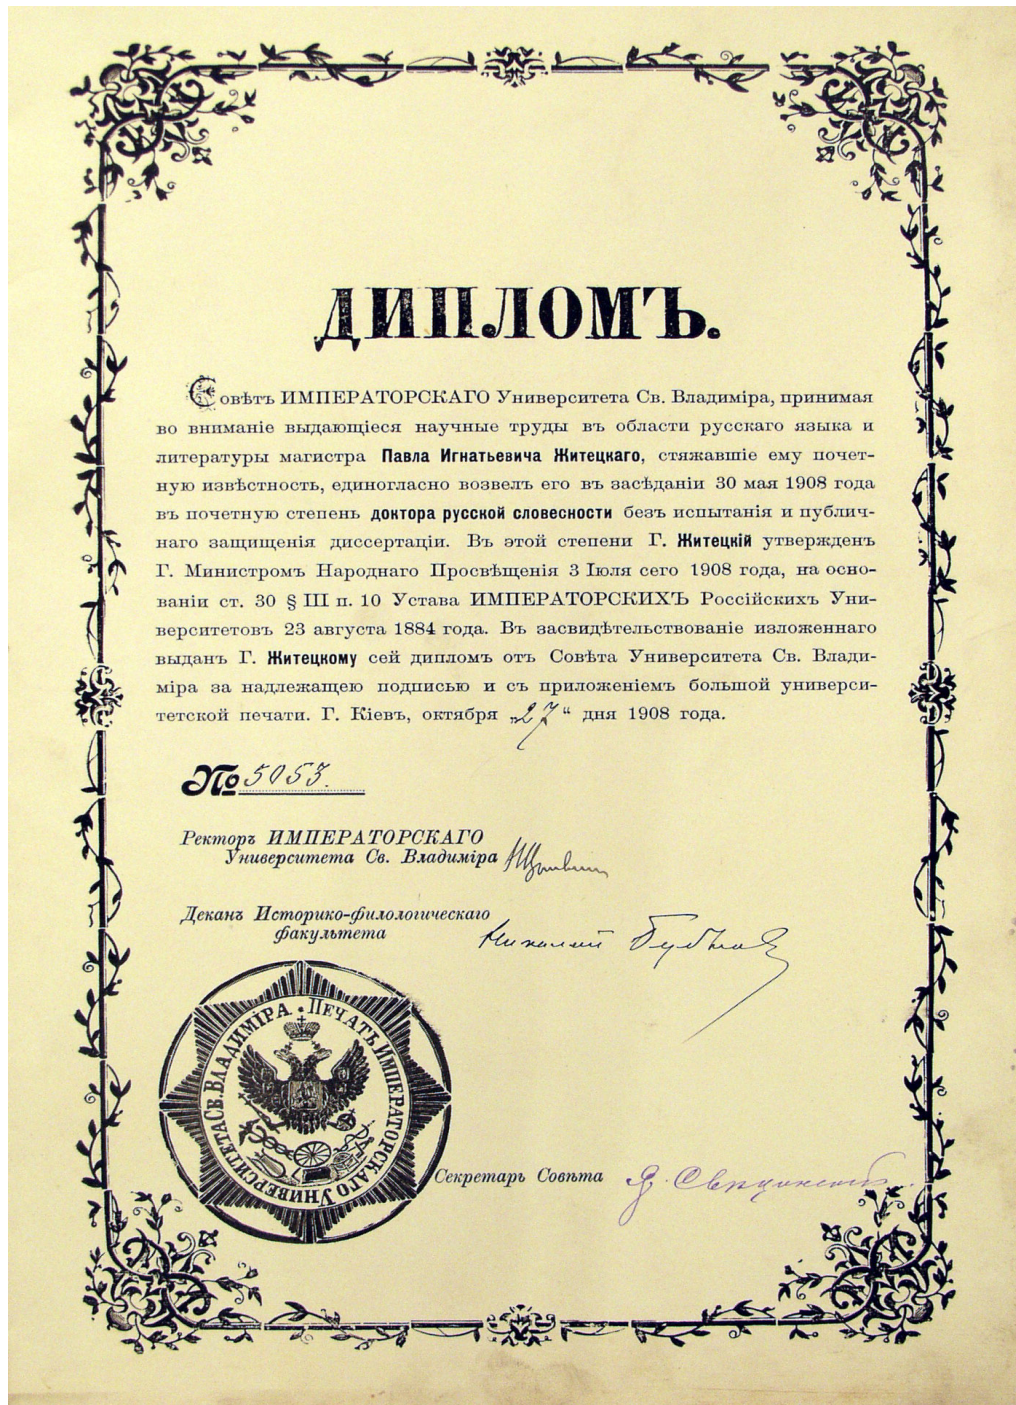 ДИПЛОМЪ.
Совѣтъ ИМПЕРАТОРСКАГО Университета Св. Владиміра, принимая
во вниманіе выдающіеся научные труды въ области русскаго языка и
литературы магистра Павла Игнатьевича Житецкаго, стяжавшіе ему почет-
ную извѣстность, единогласно возвелъ его въ засѣданіи 30 мая 1908 года
въ почетную степень доктора русской словесности безъ испытанія и публич-
наго защищенія диссертаціи. Въ этой степени Г. Житецкій утвержденъ
Г. Министромъ Народнаго Просвѣщенія 3 Іюля сего 1908 года, на осно-
ваніи ст. 30 § III п. 10 Устава ИМПЕРАТОРСКИХЪ Россійскихъ Уни-
верситетовъ 23 августа 1884 года. Въ засвидѣтельствованіе изложеннаго
выданъ Г. Житецкому сей дипломъ отъ Совѣта Университета Св. Влади-
міра за надлежащею подписью и съ приложеніемъ большой универси-
тетской печати. Г. Кіевъ, октября „27“ дня 1908 года.
№ 5053.
Ректоръ ИМПЕРАТОРСКАГО
Университета Св. Владиміра
Деканъ Историко-филологическаго
факультета Николай Бубновъ
ПЕЧАТЬ ИМПЕРАТОРСКАГО УНИВЕРСИТЕТА СВ. ВЛАДИМІРА
Секретарь Совѣта